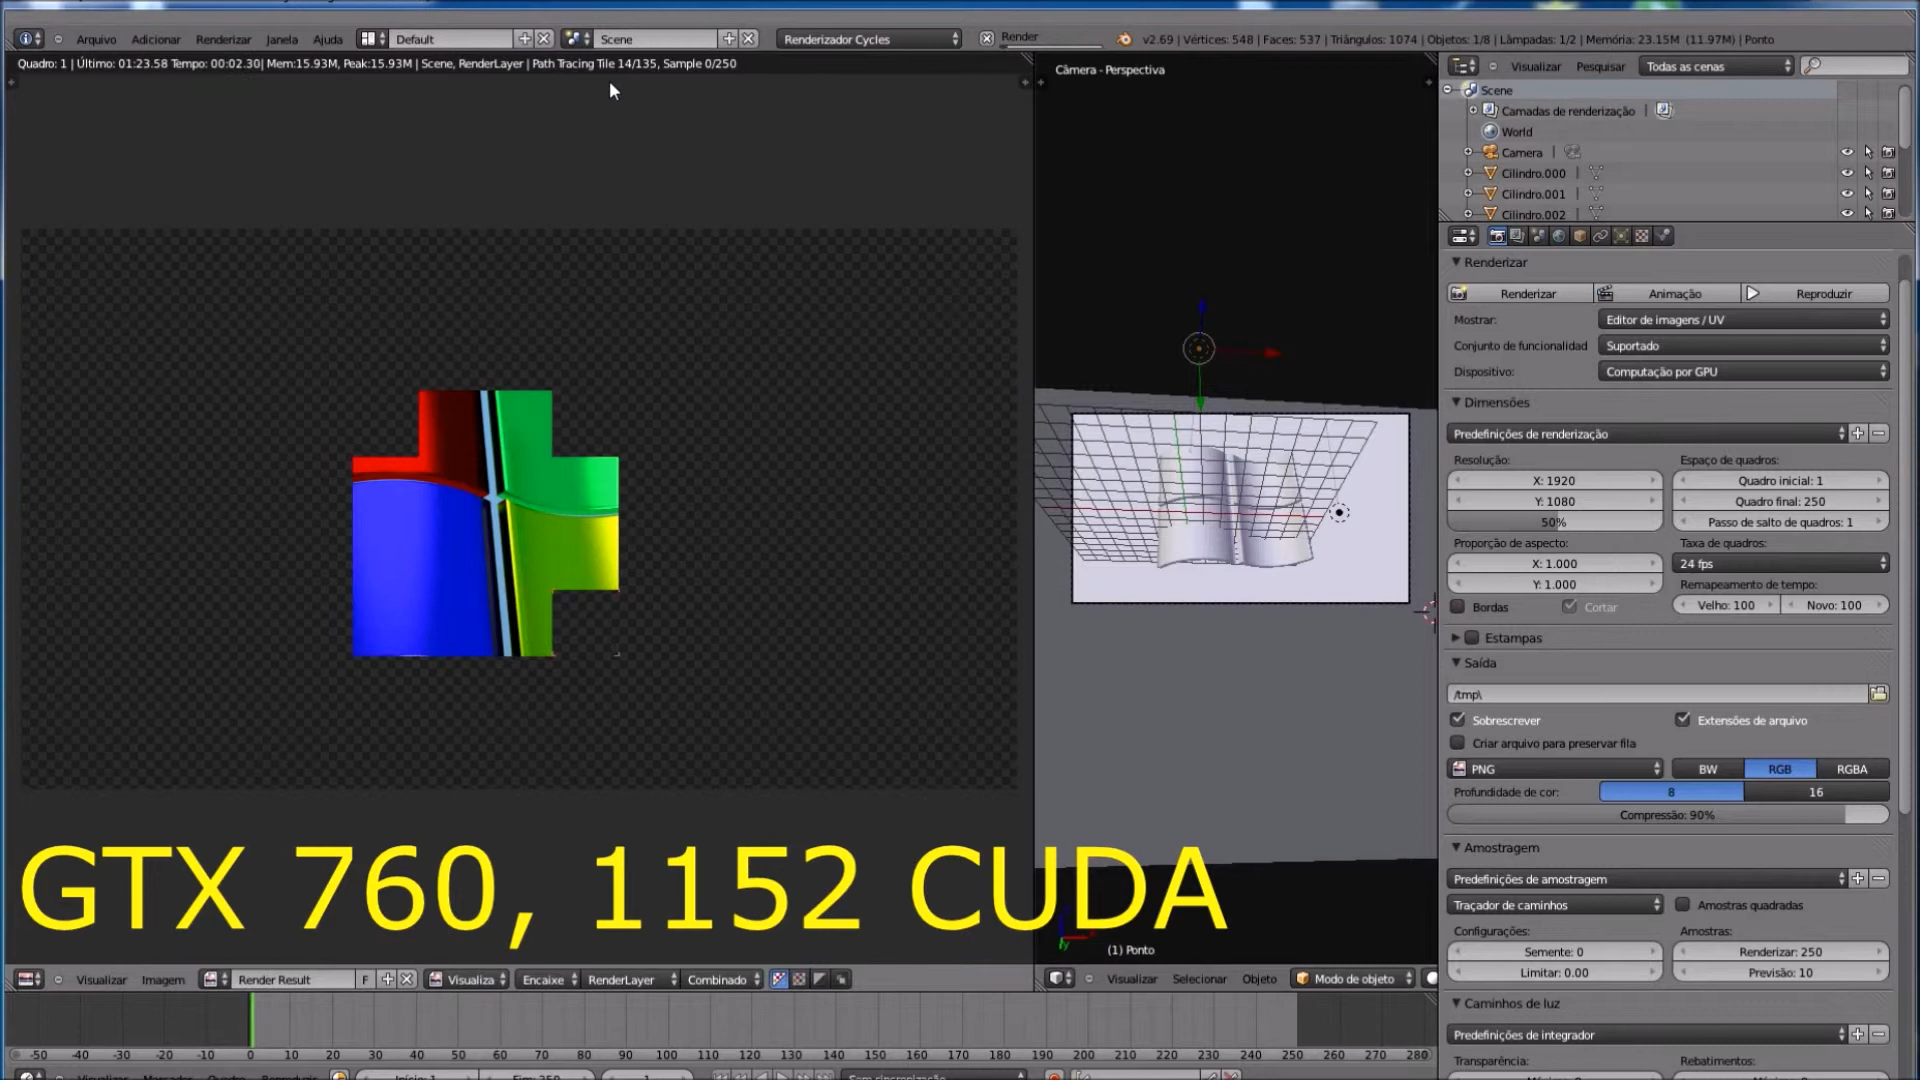 Arquivo Adicionar Renderizar Janela Ajuda Default Scene Renderizador Cycles Render v2.69 | Vértices: 548 | Faces: 537 | Triângulos: 1074 | Objetos: 1/8 | Lâmpadas: 1/2 | Memória: 23.15M (11.97M) | Ponto
Quadro: 1 | Último: 01:23.58 Tempo: 00:02.30| Mem:15.93M, Peak:15.93M | Scene, RenderLayer | Path Tracing Tile 14/135, Sample 0/250
Câmera - Perspectiva
Visualizar Pesquisar Todas as cenas
Scene
Camadas de renderização
World
Camera
Cilindro.000
Cilindro.001
Cilindro.002
Renderizar
Renderizar Animação Reproduzir
Mostrar: Editor de imagens / UV
Conjunto de funcionalidad Suportado
Dispositivo: Computação por GPU
Dimensões
Predefinições de renderização
Resolução: Espaço de quadros:
X: 1920 Quadro inicial: 1
Y: 1080 Quadro final: 250
50% Passo de salto de quadros: 1
Proporção de aspecto: Taxa de quadros:
X: 1.000 24 fps
Y: 1.000 Remapeamento de tempo:
Bordas Cortar Velho: 100 Novo: 100
Estampas
Saída
/tmp\
Sobrescrever Extensões de arquivo
Criar arquivo para preservar fila
PNG BW RGB RGBA
Profundidade de cor: 8 16
Compressão: 90%
Amostragem
Predefinições de amostragem
Traçador de caminhos Amostras quadradas
Configurações: Amostras:
Semente: 0 Renderizar: 250
Limitar: 0.00 Previsão: 10
Caminhos de luz
Predefinições de integrador
Transparência: Rebatimentos:
GTX 760, 1152 CUDA
(1) Ponto
Visualizar Imagem Render Result F Visualiza Encaixe RenderLayer Combinado
Visualizar Selecionar Objeto Modo de objeto
-50 -40 -30 -20 -10 0 10 20 30 40 50 60 70 80 90 100 110 120 130 140 150 160 170 180 190 200 210 220 230 240 250 260 270 280